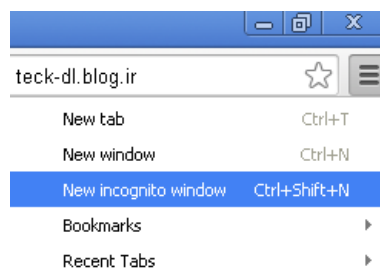 teck-dl.blog.ir
New tab Ctrl+T
New window Ctrl+N
New incognito window Ctrl+Shift+N
Bookmarks
Recent Tabs